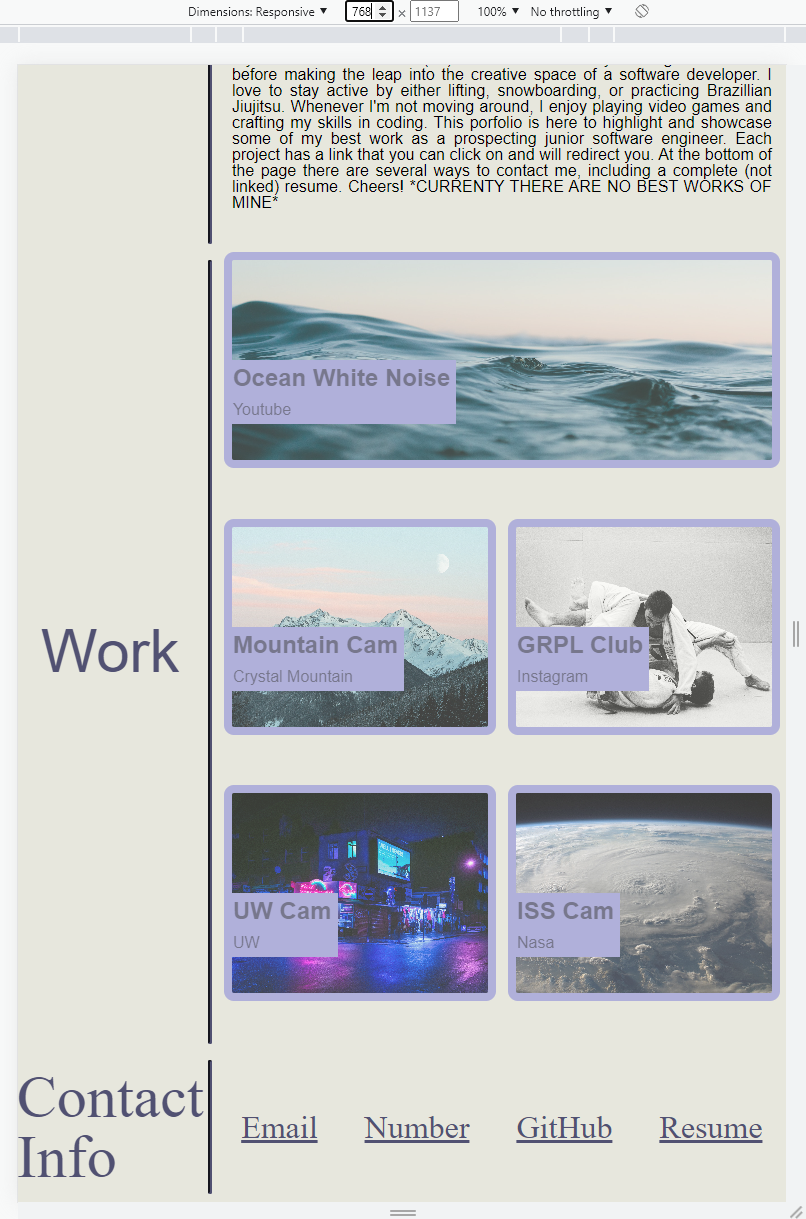 Dimensions: Responsive ▼ 768 × 1137 100% ▼ No throttling ▼
before making the leap into the creative space of a software developer. I
love to stay active by either lifting, snowboarding, or practicing Brazillian
Jiujitsu. Whenever I'm not moving around, I enjoy playing video games and
crafting my skills in coding. This porfolio is here to highlight and showcase
some of my best work as a prospecting junior software engineer. Each
project has a link that you can click on and will redirect you. At the bottom of
the page there are several ways to contact me, including a complete (not
linked) resume. Cheers! *CURRENTY THERE ARE NO BEST WORKS OF
MINE*
Work
Ocean White Noise
Youtube
Mountain Cam
Crystal Mountain
GRPL Club
Instagram
UW Cam
UW
ISS Cam
Nasa
Contact
Info
Email Number GitHub Resume